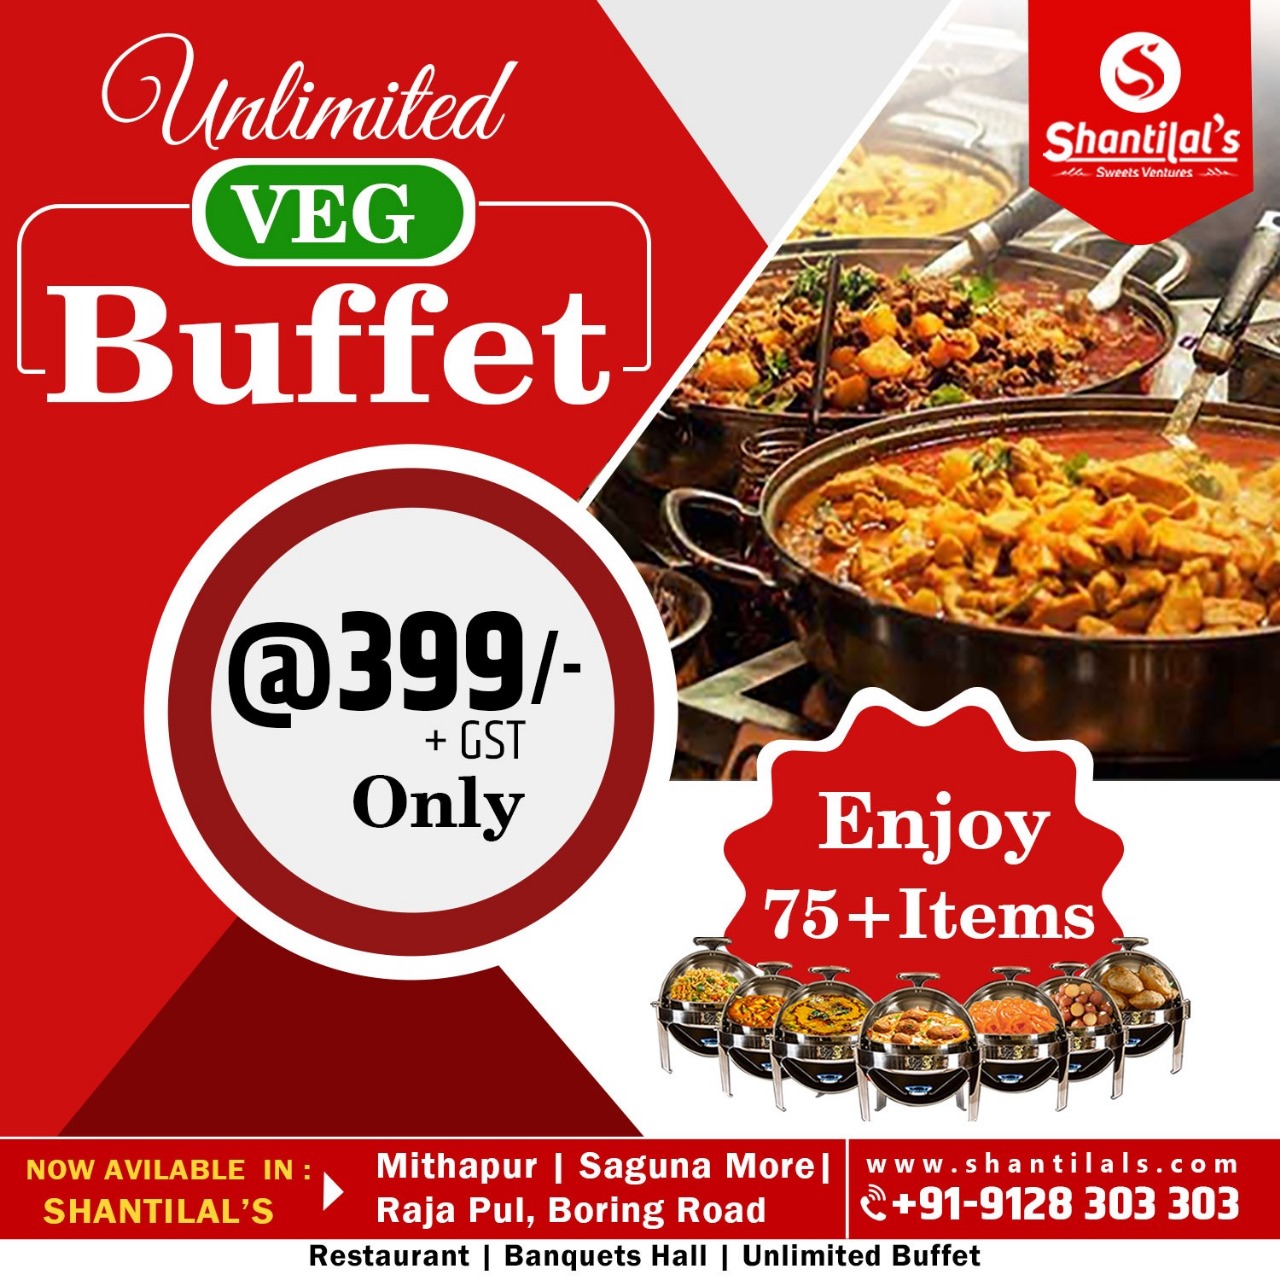 Unlimited
VEG
Buffet
Shantilal's
Sweets Ventures
@399/-
+ GST
Only
Enjoy
75+Items
NOW AVILABLE IN :
SHANTILAL'S
Mithapur | Saguna More|
Raja Pul, Boring Road
www.shantilals.com
+91-9128 303 303
Restaurant | Banquets Hall | Unlimited Buffet